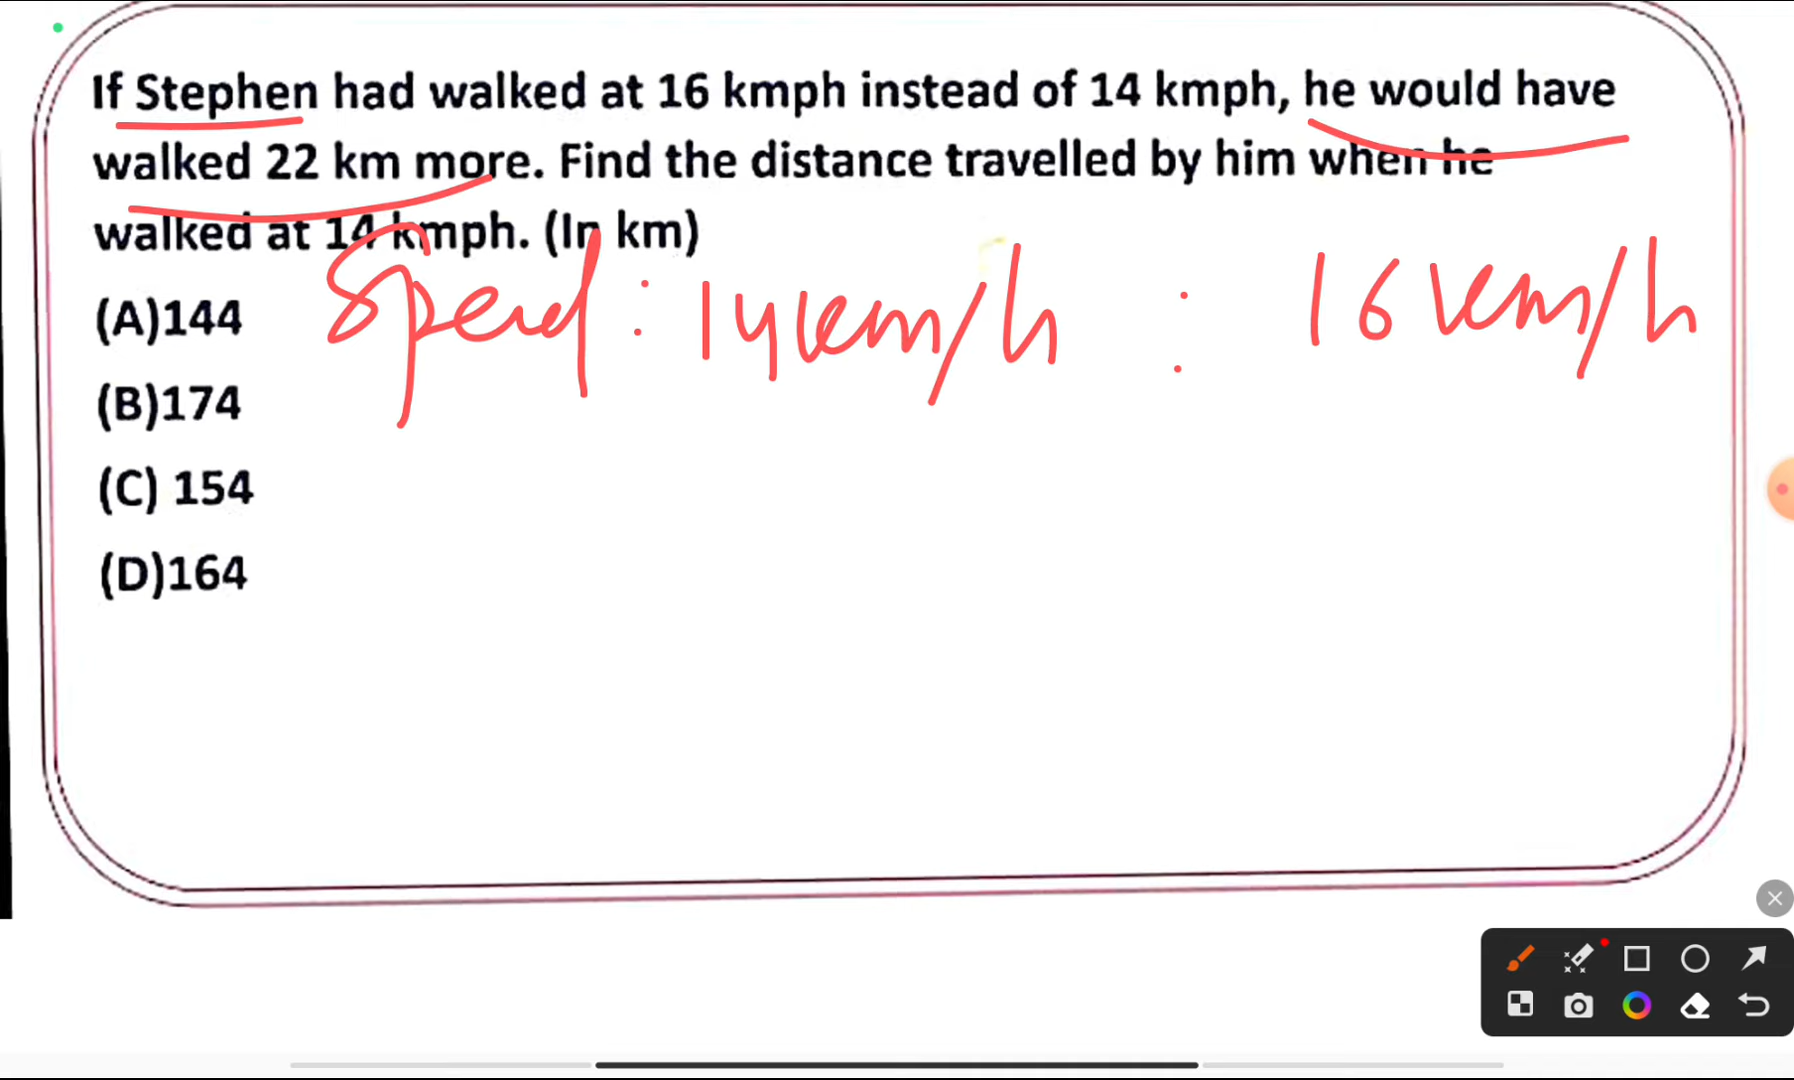 If Stephen had walked at 16 kmph instead of 14 kmph, he would have
walked 22 km more. Find the distance travelled by him when he
walked at 14 kmph. (In km)
(A)144
Speed : 14km/h : 16 km/h
(B)174
(C) 154
(D)164